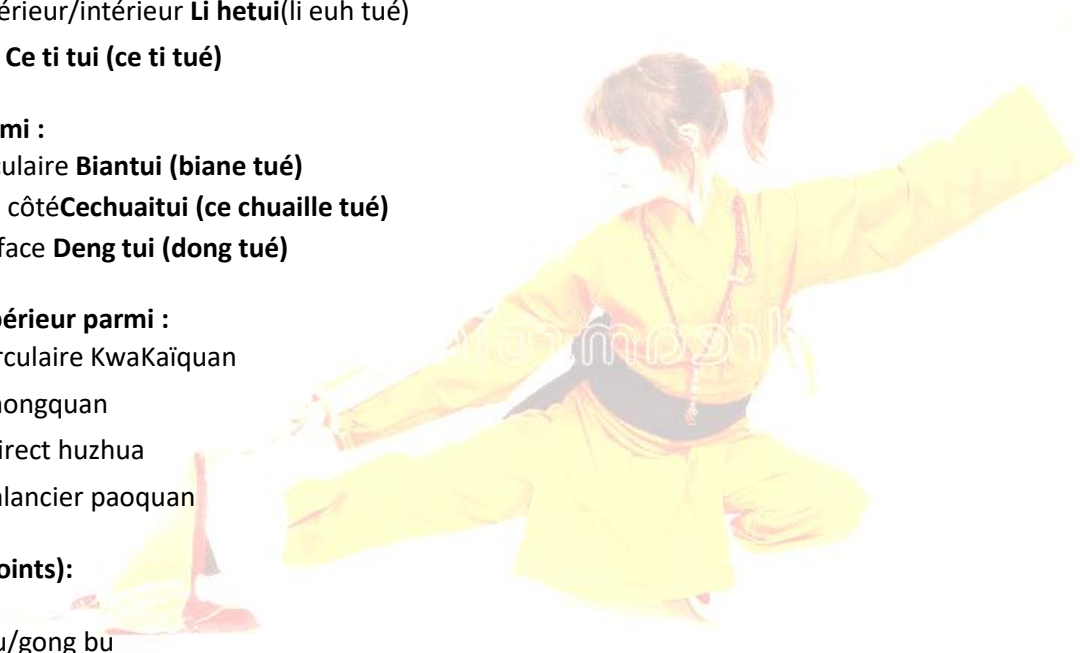 érieur/intérieur Li hetui(li euh tué)
Ce ti tui (ce ti tué)
mi :
culaire Biantui (biane tué)
côtéCechuaitui (ce chuaille tué)
face Deng tui (dong tué)
périeur parmi :
rculaire KwaKaïquan
hongquan
irect huzhua
alancier paoquan
oints):
u/gong bu